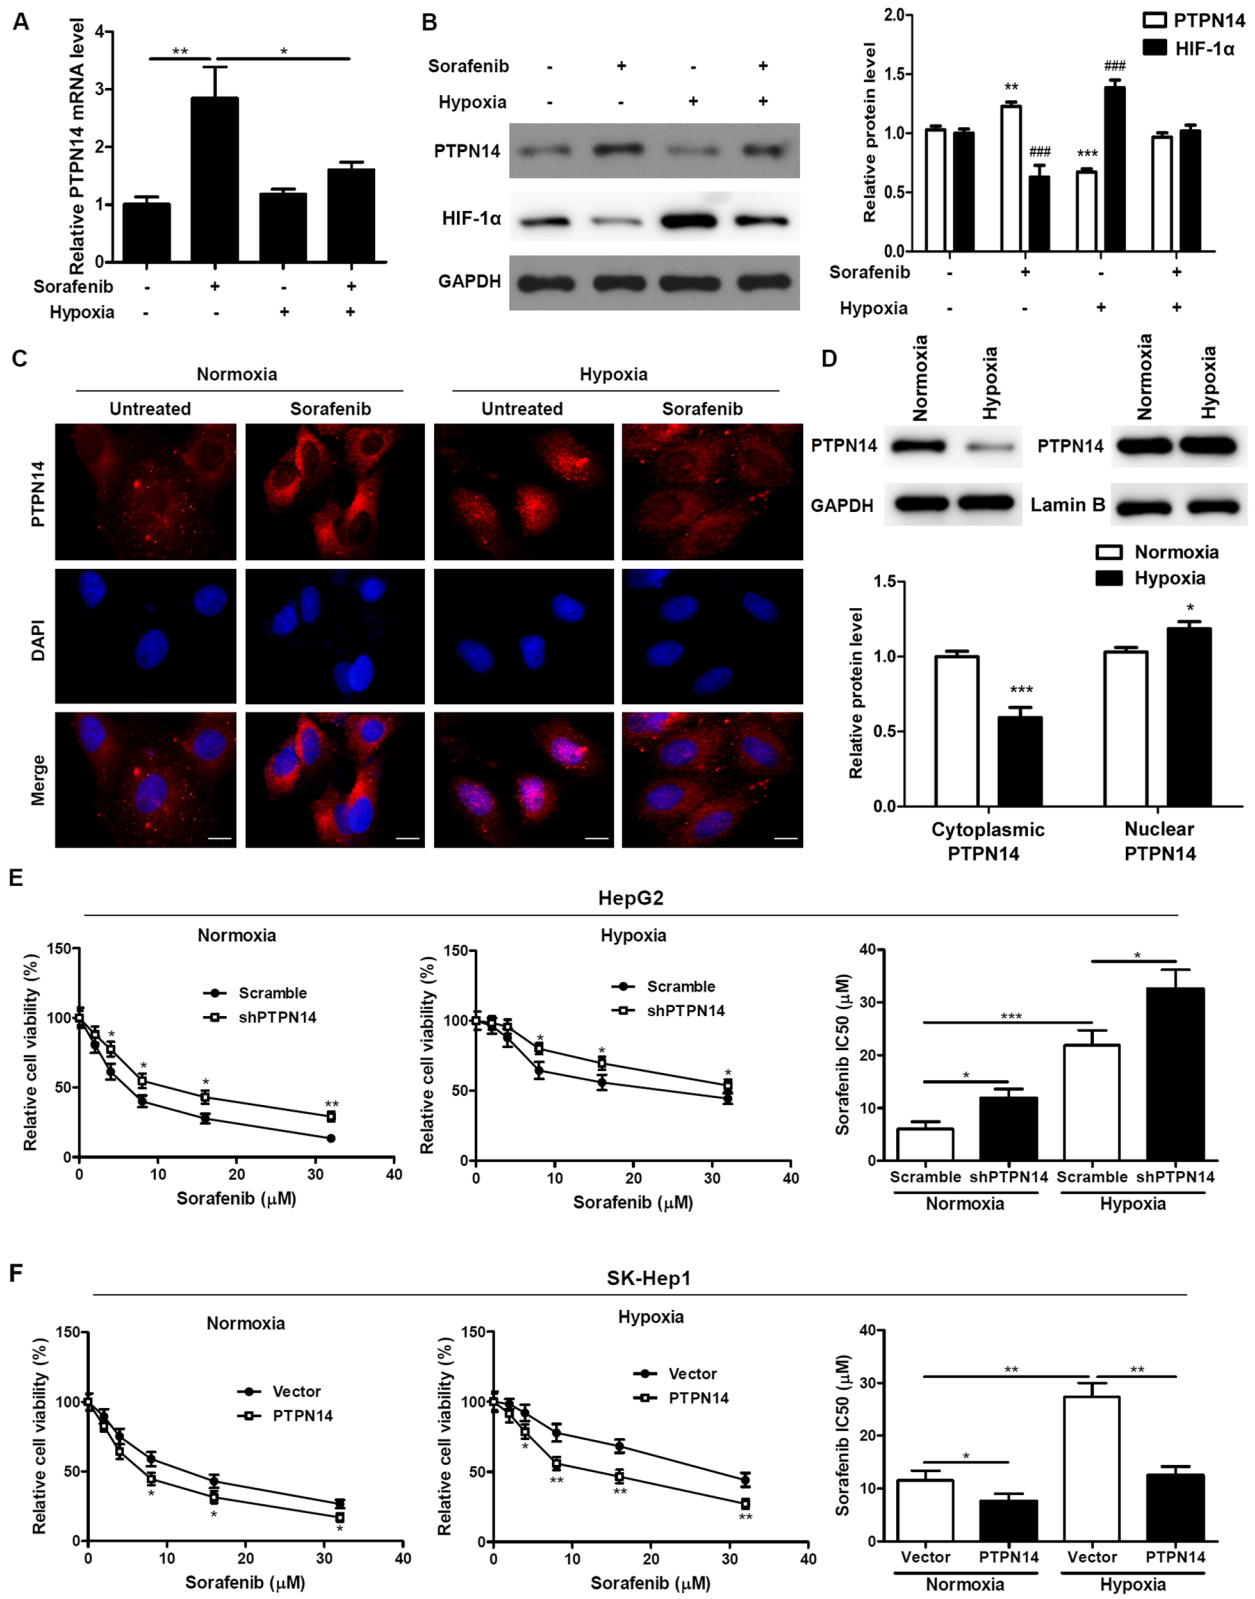 A
Relative PTPN14 mRNA level
4
3
2
1
0
**
*
Sorafenib - + - +
Hypoxia - - + +
B
Sorafenib - + - +
Hypoxia - - + +
PTPN14
HIF-1α
GAPDH
Relative protein level
2.0
1.5
1.0
0.5
0.0
PTPN14
HIF-1α
**
###
***
###
Sorafenib - + - +
Hypoxia - - + +
C
Normoxia Hypoxia
Untreated Sorafenib Untreated Sorafenib
PTPN14
DAPI
Merge
D
Normoxia Hypoxia Normoxia Hypoxia
PTPN14 PTPN14
GAPDH Lamin B
Normoxia
Hypoxia
Relative protein level
1.5
1.0
0.5
0.0
***
*
Cytoplasmic PTPN14
Nuclear PTPN14
E
HepG2
Normoxia
Relative cell viability (%)
150
100
50
0
Scramble
shPTPN14
* * * **
0 10 20 30 40
Sorafenib (μM)
Hypoxia
Relative cell viability (%)
150
100
50
0
Scramble
shPTPN14
* * *
0 10 20 30 40
Sorafenib (μM)
Sorafenib IC50 (μM)
40
30
20
10
0
*
***
*
Scramble shPTPN14 Scramble shPTPN14
Normoxia Hypoxia
F
SK-Hep1
Normoxia
Relative cell viability (%)
150
100
50
0
Vector
PTPN14
* * *
0 10 20 30 40
Sorafenib (μM)
Hypoxia
Relative cell viability (%)
150
100
50
0
Vector
PTPN14
* ** ** **
0 10 20 30 40
Sorafenib (μM)
Sorafenib IC50 (μM)
40
30
20
10
0
** **
*
Vector PTPN14 Vector PTPN14
Normoxia Hypoxia